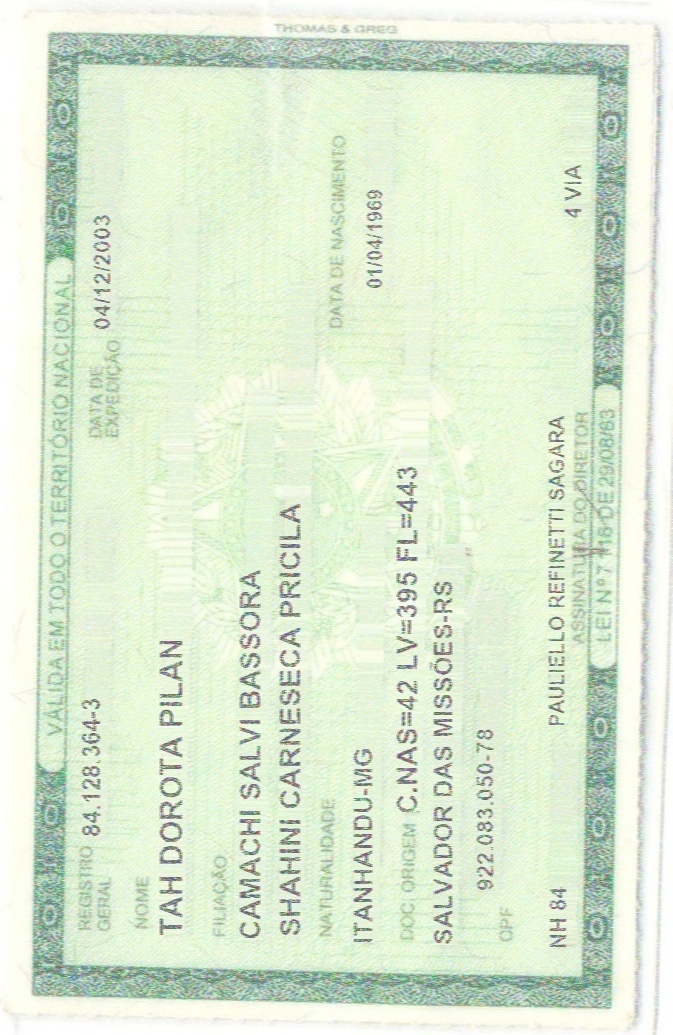 THOMAS & GREG
VÁLIDA EM TODO O TERRITÓRIO NACIONAL
REGISTRO GERAL 84.128.364-3 DATA DE EXPEDIÇÃO 04/12/2003
NOME
TAH DOROTA PILAN
FILIAÇÃO
CAMACHI SALVI BASSORA
SHAHINI CARNESECA PRICILA
NATURALIDADE DATA DE NASCIMENTO
ITANHANDU-MG 01/04/1969
DOC. ORIGEM C.NAS=42 LV=395 FL=443
SALVADOR DAS MISSÕES-RS
922.083.050-78
CPF
NH 84 PAULIELLO REFINETTI SAGARA 4 VIA
ASSINATURA DO DIRETOR
LEI Nº 7.116 DE 29/08/83